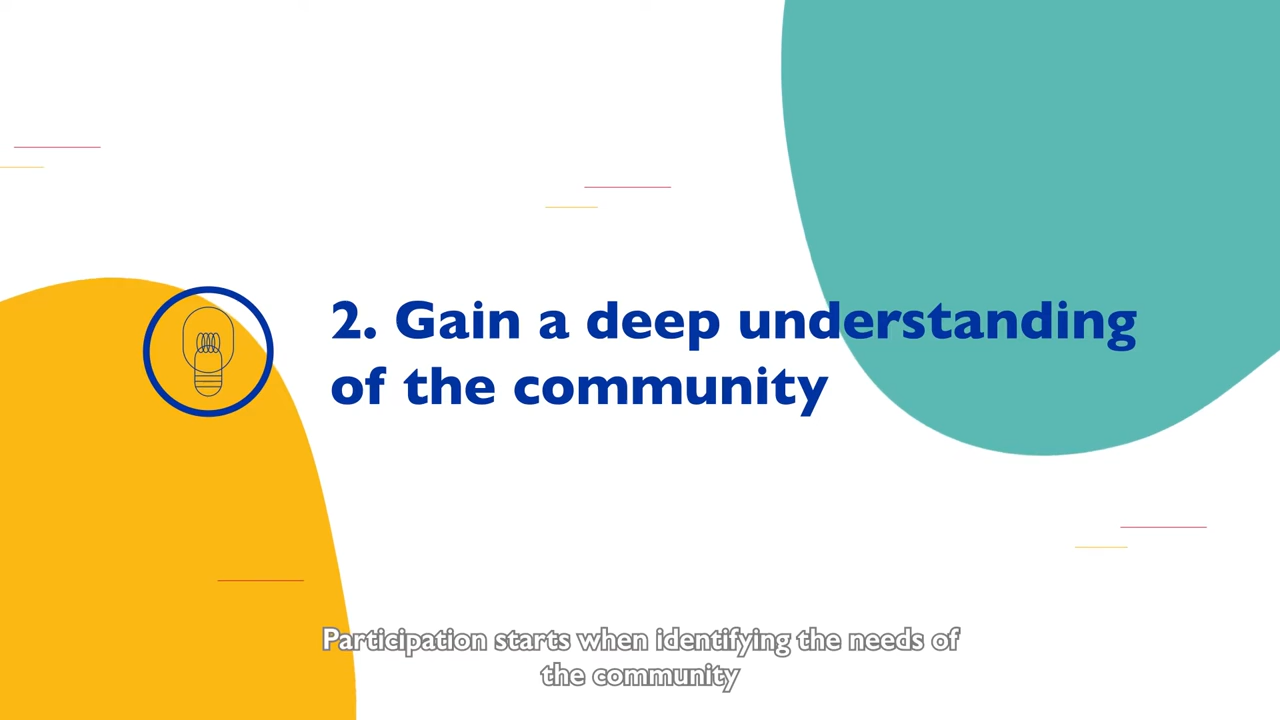 2. Gain a deep understanding
of the community
Participation starts when identifying the needs of
the community